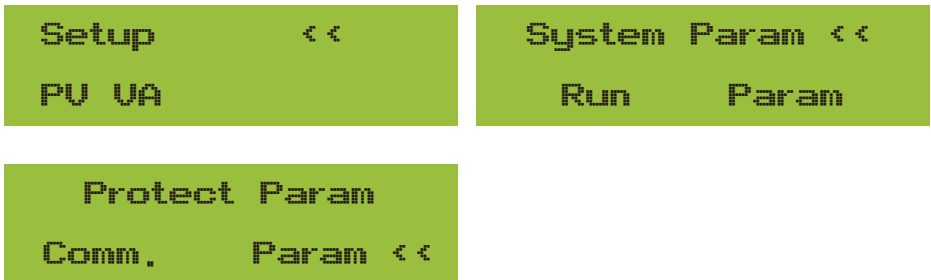 Setup <<
PV VA
System Param <<
Run Param
Protect Param
Comm. Param <<